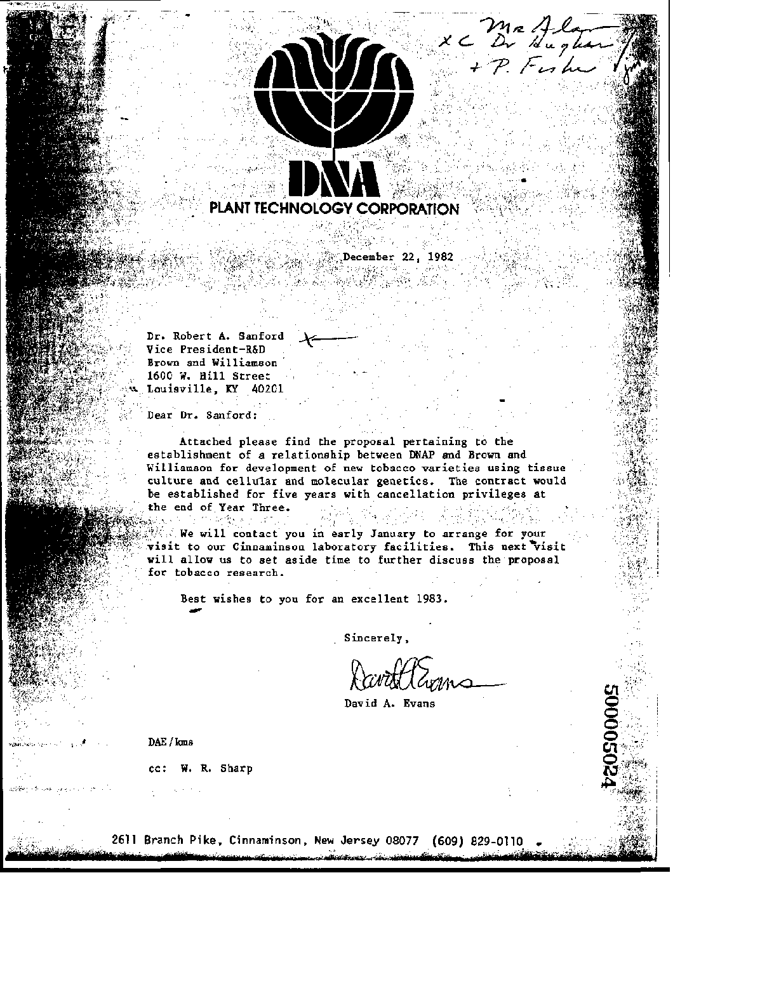 Mr Alan
xc Dr Hughes
+ P. Fisher
DNA
PLANT TECHNOLOGY CORPORATION
December 22, 1982
Dr. Robert A. Sanford
Vice President-R&D
Brown and Williamson
1600 W. Hill Street
Louisville, KY 40201
Dear Dr. Sanford:
Attached please find the proposal pertaining to the
establishment of a relationship between DNAP and Brown and
Williamson for development of new tobacco varieties using tissue
culture and cellular and molecular genetics. The contract would
be established for five years with cancellation privileges at
the end of Year Three.
We will contact you in early January to arrange for your
visit to our Cinnaminson laboratory facilities. This next visit
will allow us to set aside time to further discuss the proposal
for tobacco research.
Best wishes to you for an excellent 1983.
Sincerely,
David A Evans
David A. Evans
DAE/kms
cc: W. R. Sharp
500005024
2611 Branch Pike, Cinnaminson, New Jersey 08077 (609) 829-0110